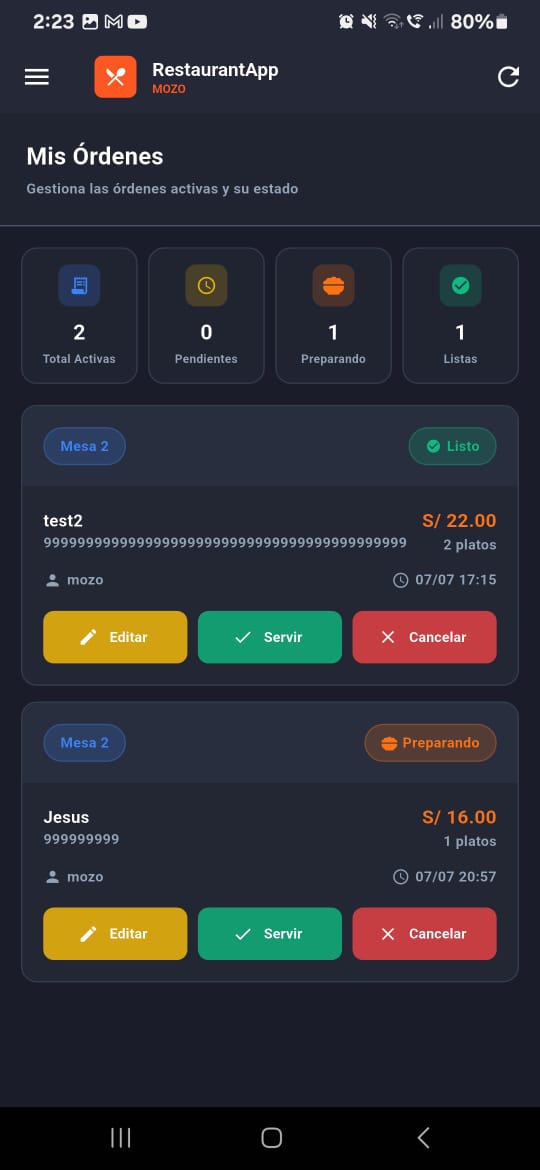 2:23
80%
RestaurantApp
MOZO
Mis Órdenes
Gestiona las órdenes activas y su estado
2
0
1
1
Total Activas
Pendientes
Preparando
Listas
Mesa 2
Listo
test2
S/ 22.00
9999999999999999999999999999999999999999999
2 platos
mozo
07/07 17:15
Editar
Servir
Cancelar
Mesa 2
Preparando
Jesus
S/ 16.00
999999999
1 platos
mozo
07/07 20:57
Editar
Servir
Cancelar